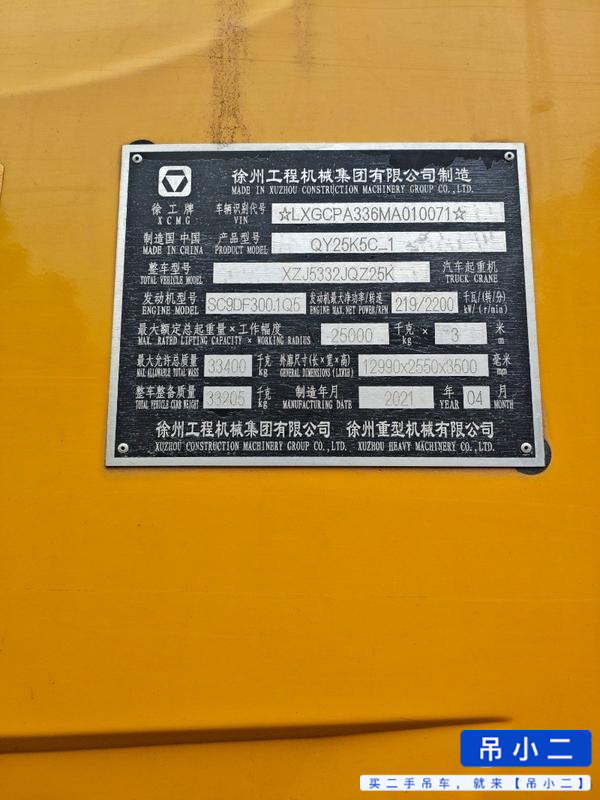 徐州工程机械集团有限公司制造
MADE IN XUZHOU CONSTRUCTION MACHINERY GROUP CO.,LTD.
徐工牌 车辆识别代号 ☆LXGCPA336MA010071☆
XCMG VIN
制造国 中国 产品型号 QY25K5C_1
MADE IN CHINA PRODUCT MODEL
整车型号 XZJ5332JQZ25K 汽车起重机
TOTAL VEHICLE MODEL TRUCK CRANE
发动机型号 SC9DF300.1Q5 发动机最大净功率/转速 219/2200 千瓦/(转/分)
ENGINE MODEL ENGINE MAX.NET POWER/RPM kW/(r/min)
最大额定总起重量×工作幅度 25000 千克 × 3 米
MAX. RATED LIFTING CAPACITY × WORKING RADIUS kg m
最大允许总质量 33400 千克 外廓尺寸(长×宽×高) 12990x2550x3500 毫米
MAX ALLOWABLE TOTAL MASS kg GENERAL DIMENSIONS (LXWXH) mm
整车整备质量 33205 千克 制造年月 2021 年 04 月
TOTAL VEHICLE CURB WEIGHT kg MANUFACTURING DATE YEAR MONTH
徐州工程机械集团有限公司 徐州重型机械有限公司
XUZHOU CONSTRUCTION MACHINERY GROUP CO.,LTD. XUZHOU HEAVY MACHINERY CO.,LTD.
吊小二
买二手吊车，就来【吊小二】